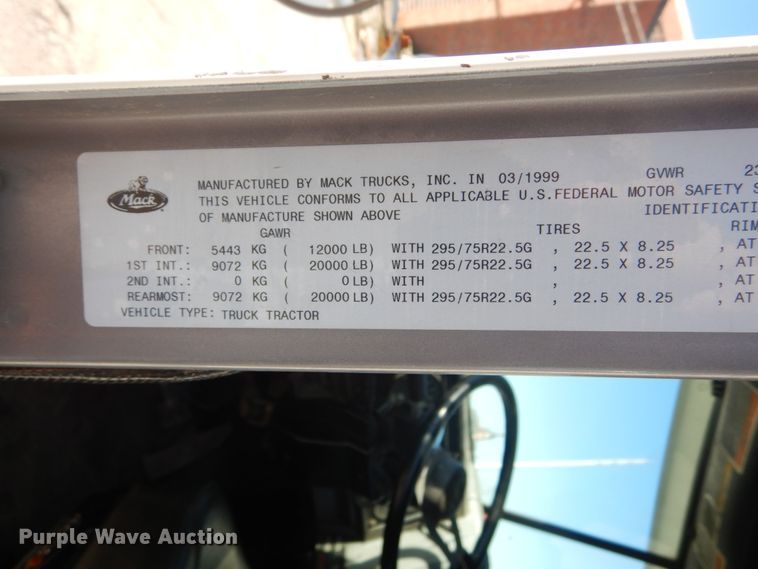 Mack
MANUFACTURED BY MACK TRUCKS, INC. IN 03/1999 GVWR
THIS VEHICLE CONFORMS TO ALL APPLICABLE U.S.FEDERAL MOTOR SAFETY
OF MANUFACTURE SHOWN ABOVE
GAWR TIRES
FRONT: 5443 KG ( 12000 LB) WITH 295/75R22.5G , 22.5 X 8.25 , AT
1ST INT.: 9072 KG ( 20000 LB) WITH 295/75R22.5G , 22.5 X 8.25 , AT
2ND INT.: 0 KG ( 0 LB) WITH , , AT
REARMOST: 9072 KG ( 20000 LB) WITH 295/75R22.5G , 22.5 X 8.25 , AT
VEHICLE TYPE: TRUCK TRACTOR
Purple Wave Auction